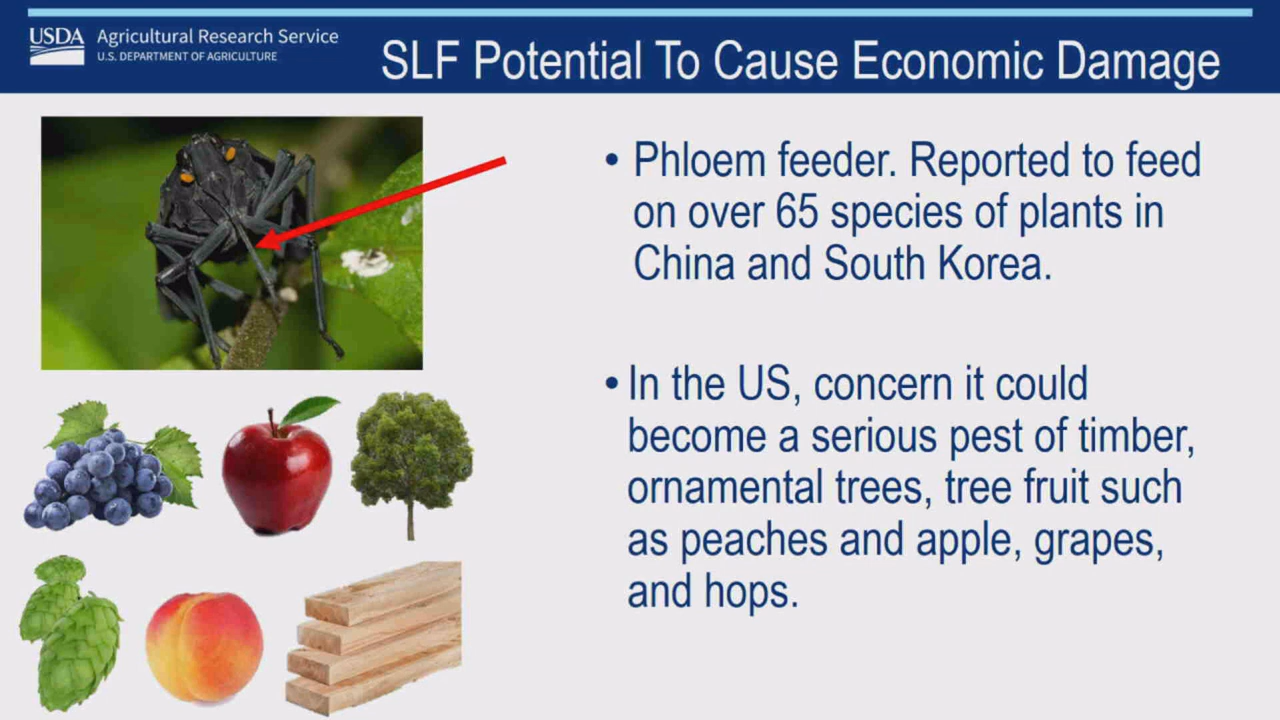 USDA Agricultural Research Service
U.S. DEPARTMENT OF AGRICULTURE
SLF Potential To Cause Economic Damage
• Phloem feeder. Reported to feed
on over 65 species of plants in
China and South Korea.
• In the US, concern it could
become a serious pest of timber,
ornamental trees, tree fruit such
as peaches and apple, grapes,
and hops.